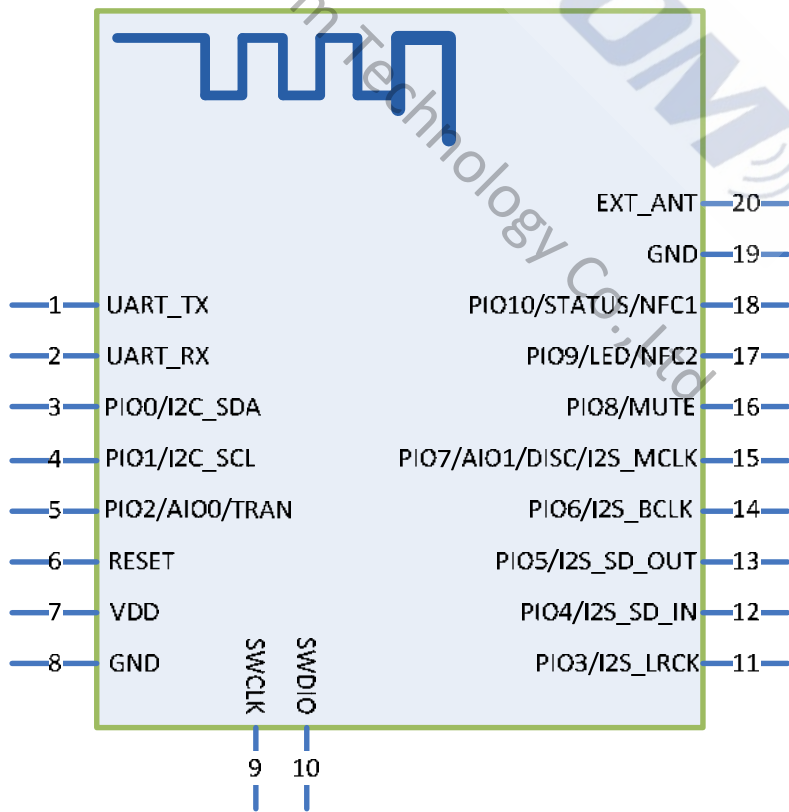 EXT_ANT 20
GND 19
1 UART_TX PIO10/STATUS/NFC1 18
2 UART_RX PIO9/LED/NFC2 17
3 PIO0/I2C_SDA PIO8/MUTE 16
4 PIO1/I2C_SCL PIO7/AIO1/DISC/I2S_MCLK 15
5 PIO2/AIO0/TRAN PIO6/I2S_BCLK 14
6 RESET PIO5/I2S_SD_OUT 13
7 VDD PIO4/I2S_SD_IN 12
8 GND PIO3/I2S_LRCK 11
SWCLK
SWDIO
9 10
Technology Co., Ltd